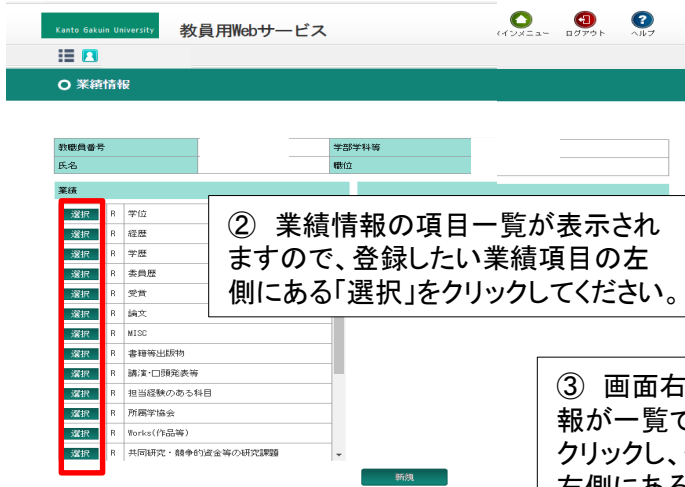 Kanto Gakuin University 教員用Webサービス
インメニュー ログアウト ヘルプ
業績情報
教職員番号 学部学科等
氏名 職位
業績
選択 R 学位
選択 R 経歴
選択 R 学歴
選択 R 委員歴
選択 R 受賞
選択 R 論文
選択 R MISC
選択 R 書籍等出版物
選択 R 講演・口頭発表等
選択 R 担当経験のある科目
選択 R 所属学協会
選択 R Works(作品等)
選択 R 共同研究・競争的資金等の研究課題
新規
② 業績情報の項目一覧が表示され
ますので、登録したい業績項目の左
側にある「選択」をクリックしてください。
③ 画面右
報が一覧で
クリックし、
左側にある